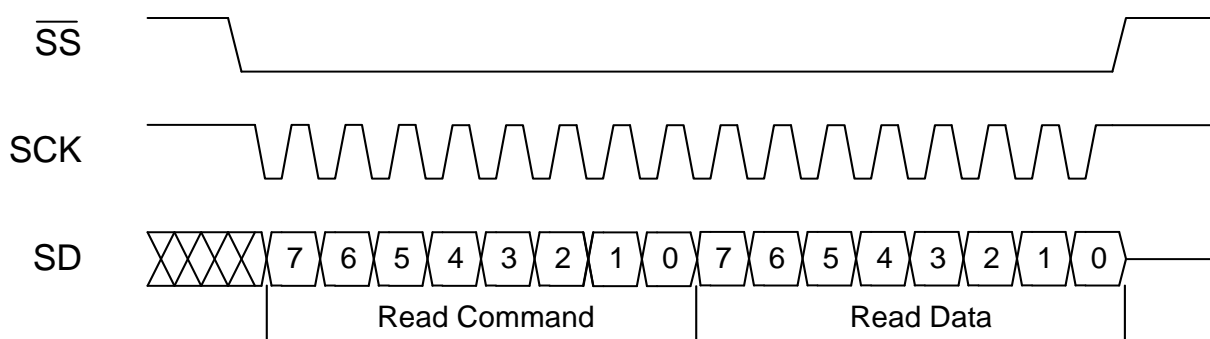 S̅S̅
SCK
SD 7 6 5 4 3 2 1 0 7 6 5 4 3 2 1 0
Read Command Read Data